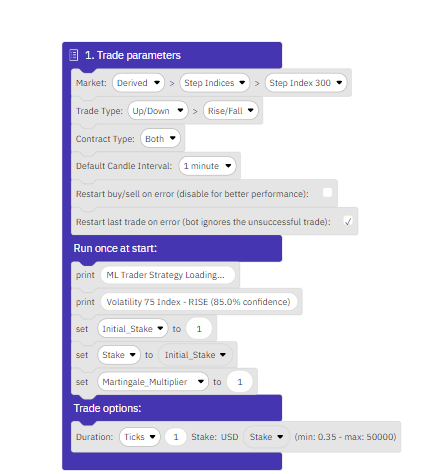 1. Trade parameters
Market: Derived > Step Indices > Step Index 300
Trade Type: Up/Down > Rise/Fall
Contract Type: Both
Default Candle Interval: 1 minute
Restart buy/sell on error (disable for better performance):
Restart last trade on error (bot ignores the unsuccessful trade): ✓
Run once at start:
print ML Trader Strategy Loading...
print Volatility 75 Index - RISE (85.0% confidence)
set Initial_Stake to 1
set Stake to Initial_Stake
set Martingale_Multiplier to 1
Trade options:
Duration: Ticks 1 Stake: USD Stake (min: 0.35 - max: 50000)